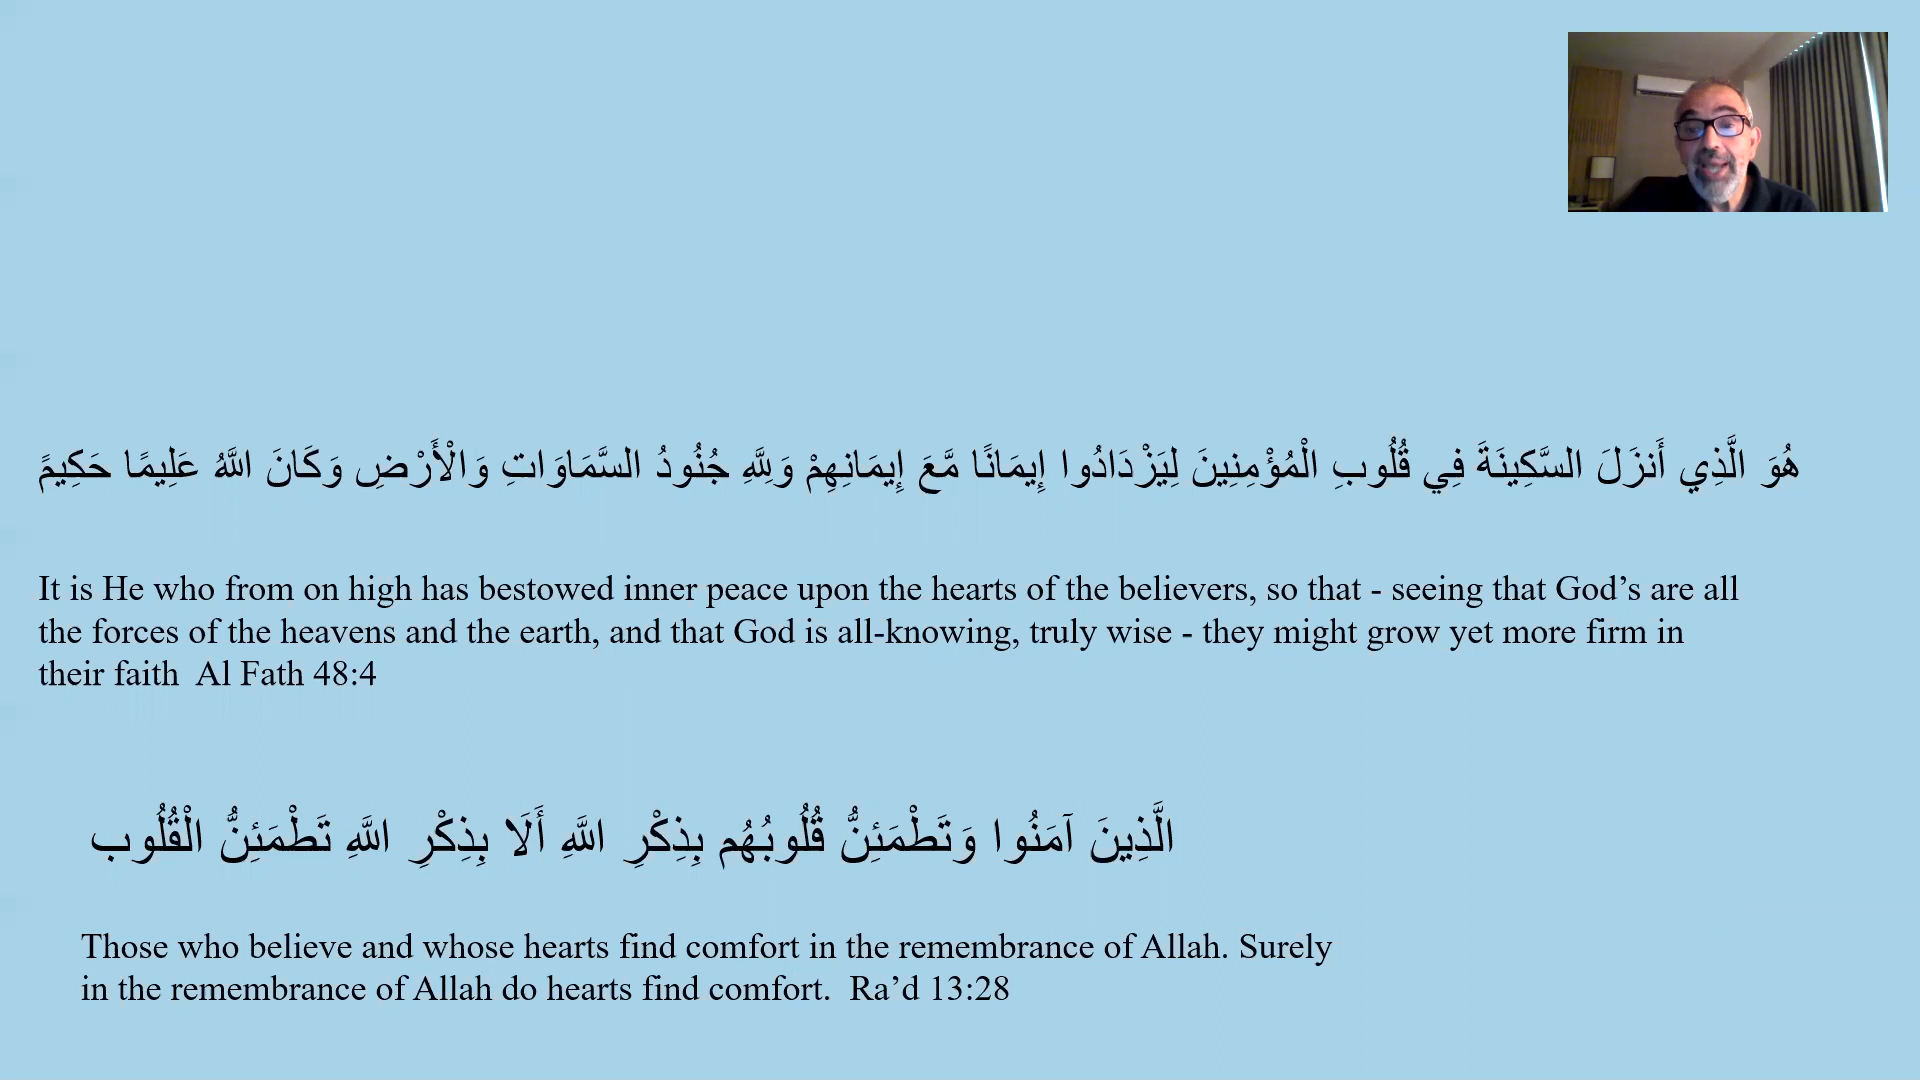 هُوَ الَّذِي أَنزَلَ السَّكِينَةَ فِي قُلُوبِ الْمُؤْمِنِينَ لِيَزْدَادُوا إِيمَانًا مَّعَ إِيمَانِهِمْ وَلِلَّهِ جُنُودُ السَّمَاوَاتِ وَالْأَرْضِ وَكَانَ اللَّهُ عَلِيمًا حَكِيمً
It is He who from on high has bestowed inner peace upon the hearts of the believers, so that - seeing that God’s are all
the forces of the heavens and the earth, and that God is all-knowing, truly wise - they might grow yet more firm in
their faith  Al Fath 48:4
الَّذِينَ آمَنُوا وَتَطْمَئِنُّ قُلُوبُهُم بِذِكْرِ اللَّهِ أَلَا بِذِكْرِ اللَّهِ تَطْمَئِنُّ الْقُلُوب
Those who believe and whose hearts find comfort in the remembrance of Allah. Surely
in the remembrance of Allah do hearts find comfort.  Ra’d 13:28